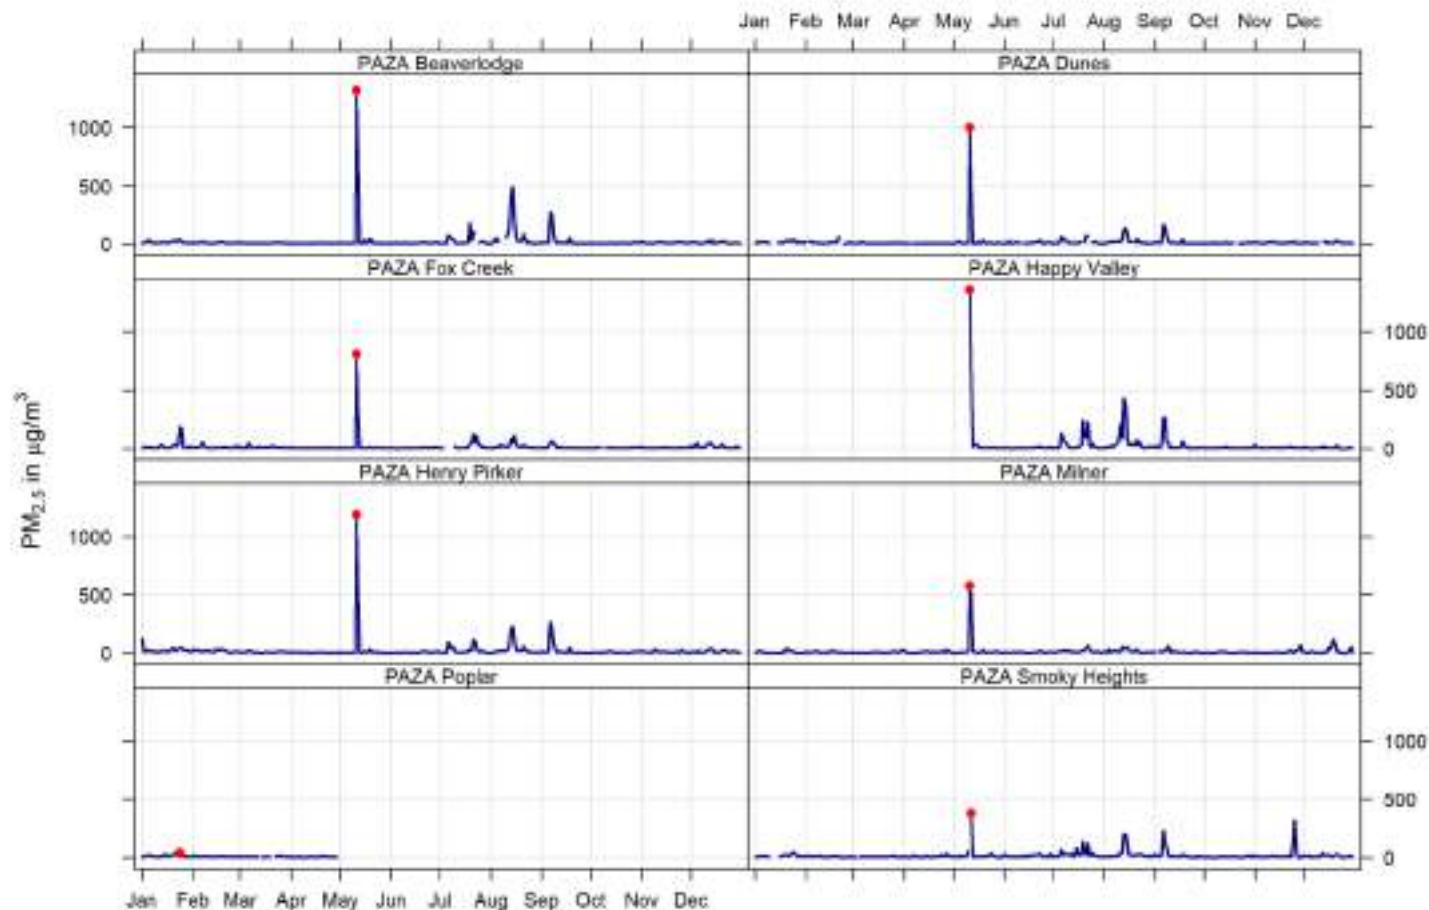 Jan Feb Mar Apr May Jun Jul Aug Sep Oct Nov Dec
PAZA Beaverlodge
PAZA Dunes
1000
500
0
PAZA Fox Creek
PAZA Happy Valley
1000
500
0
PM2.5 in µg/m³
PAZA Henry Pirker
PAZA Milner
1000
500
0
PAZA Poplar
PAZA Smoky Heights
1000
500
0
Jan Feb Mar Apr May Jun Jul Aug Sep Oct Nov Dec